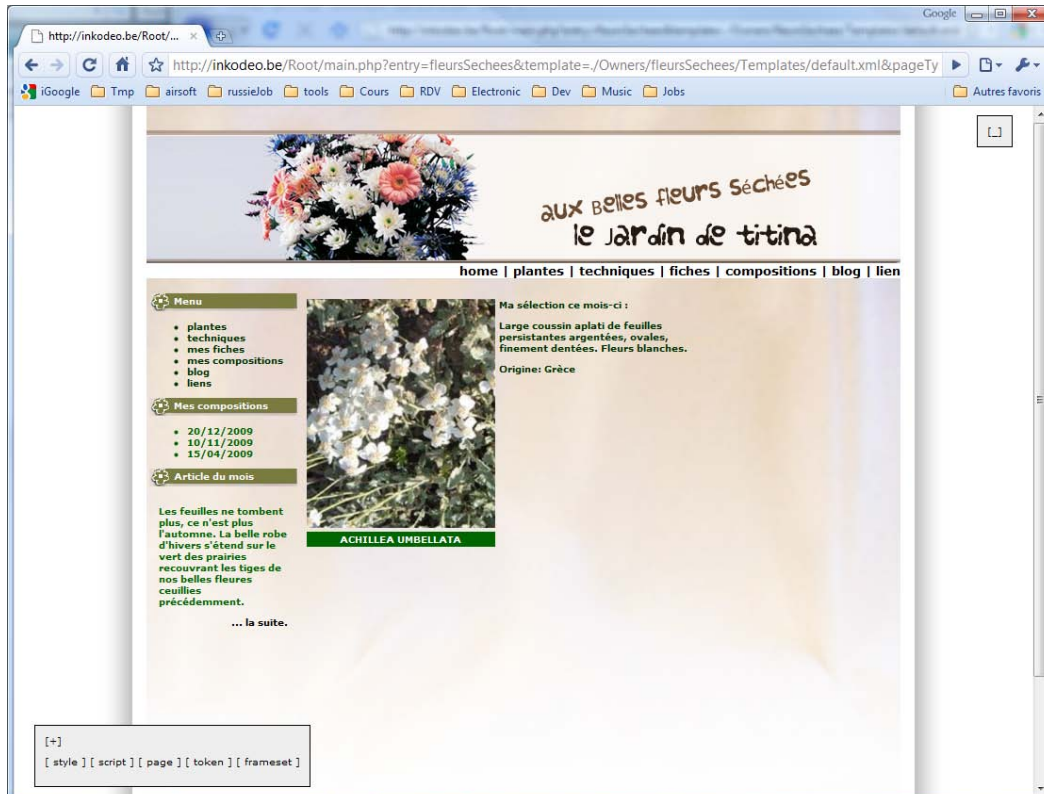 Google
http://inkodeo.be/Root/... ×
http://inkodeo.be/Root/main.php?entry=fleursSechees&template=./Owners/fleursSechees/Templates/default.xml&pageTy
iGoogle Tmp airsoft russieJob tools Cours RDV Electronic Dev Music Jobs Autres favoris
[_]
aux Belles fleurs séchées
le jardin de titina
home | plantes | techniques | fiches | compositions | blog | lien
Menu
• plantes
• techniques
• mes fiches
• mes compositions
• blog
• liens
Mes compositions
• 20/12/2009
• 10/11/2009
• 15/04/2009
Article du mois
Les feuilles ne tombent
plus, ce n'est plus
l'automne. La belle robe
d'hivers s'étend sur le
vert des prairies
recouvrant les tiges de
nos belles fleures
ceuillies
précédemment.
... la suite.
ACHILLEA UMBELLATA
Ma sélection ce mois-ci :
Large coussin aplati de feuilles
persistantes argentées, ovales,
finement dentées. Fleurs blanches.
Origine: Grèce
[+]
[ style ] [ script ] [ page ] [ token ] [ frameset ]